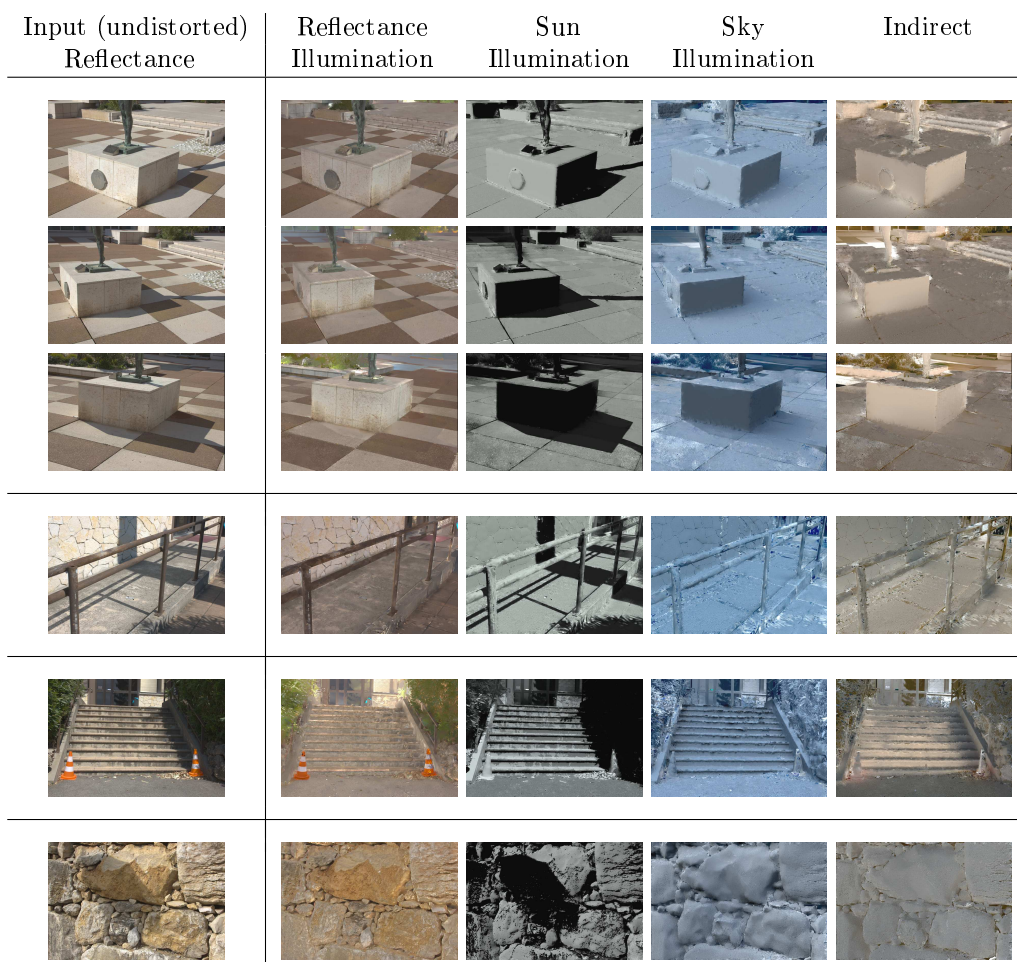 Input (undistorted) Reflectance Sun Sky Indirect
Reflectance Illumination Illumination Illumination